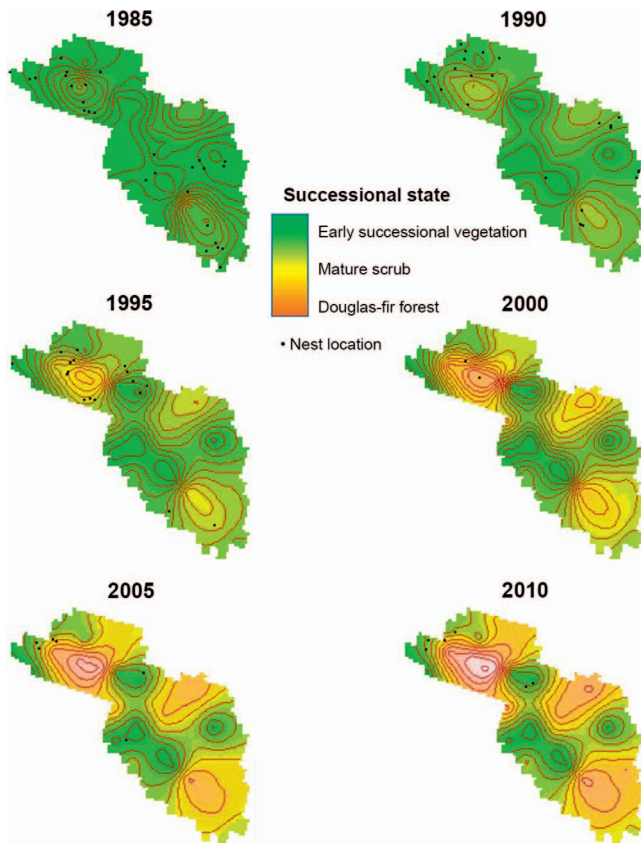 1985
1990
Successional state
Early successional vegetation
Mature scrub
Douglas-fir forest
• Nest location
1995
2000
2005
2010